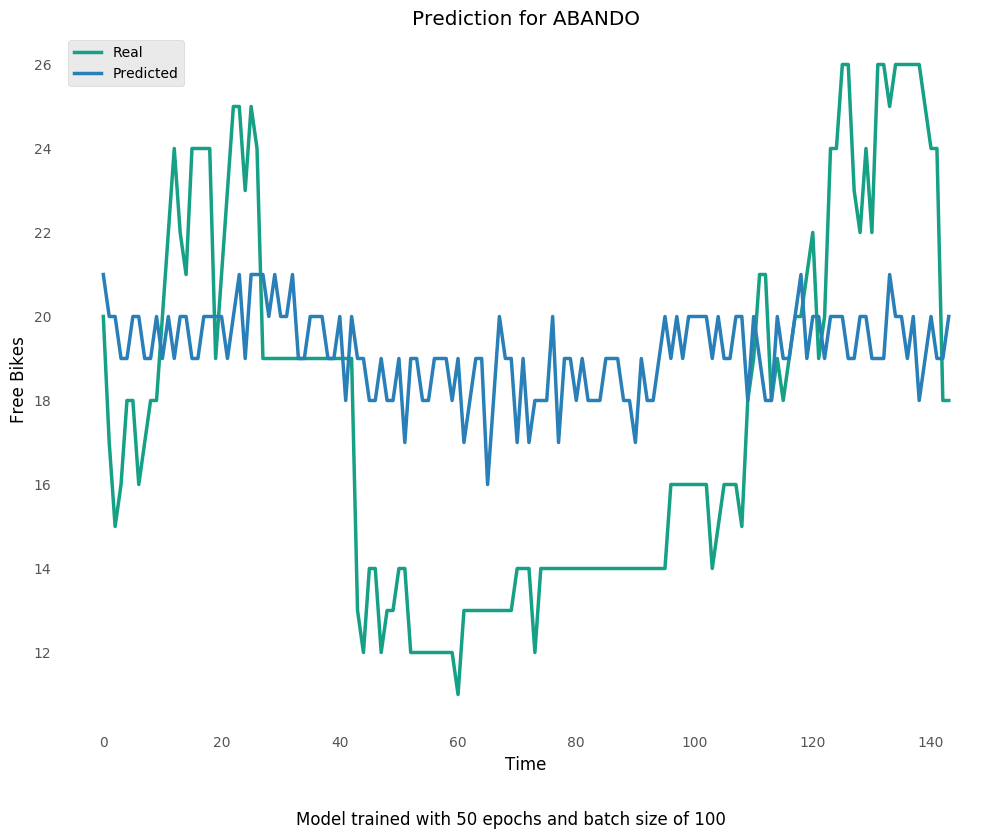 Prediction for ABANDO
Real
Predicted
Free Bikes
26
24
22
20
18
16
14
12
0 20 40 60 80 100 120 140
Time
Model trained with 50 epochs and batch size of 100